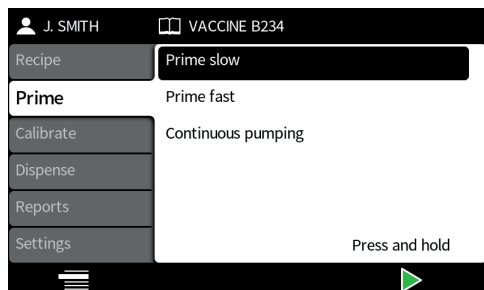 J. SMITH
VACCINE B234
Recipe
Prime
Calibrate
Dispense
Reports
Settings
Prime slow
Prime fast
Continuous pumping
Press and hold